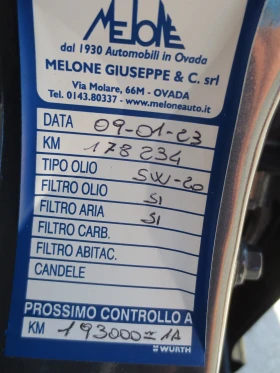 MELONE
dal 1930 Automobili in Ovada
MELONE GIUSEPPE & C. srl
Via Molare, 66M - OVADA
Tel. 0143.80337 - www.meloneauto.it
DATA 09-01-23
KM 178234
TIPO OLIO 5W-20
FILTRO OLIO SI
FILTRO ARIA SI
FILTRO CARB.
FILTRO ABITAC.
CANDELE
PROSSIMO CONTROLLO A
KM 193000 = 1A
WÜRTH